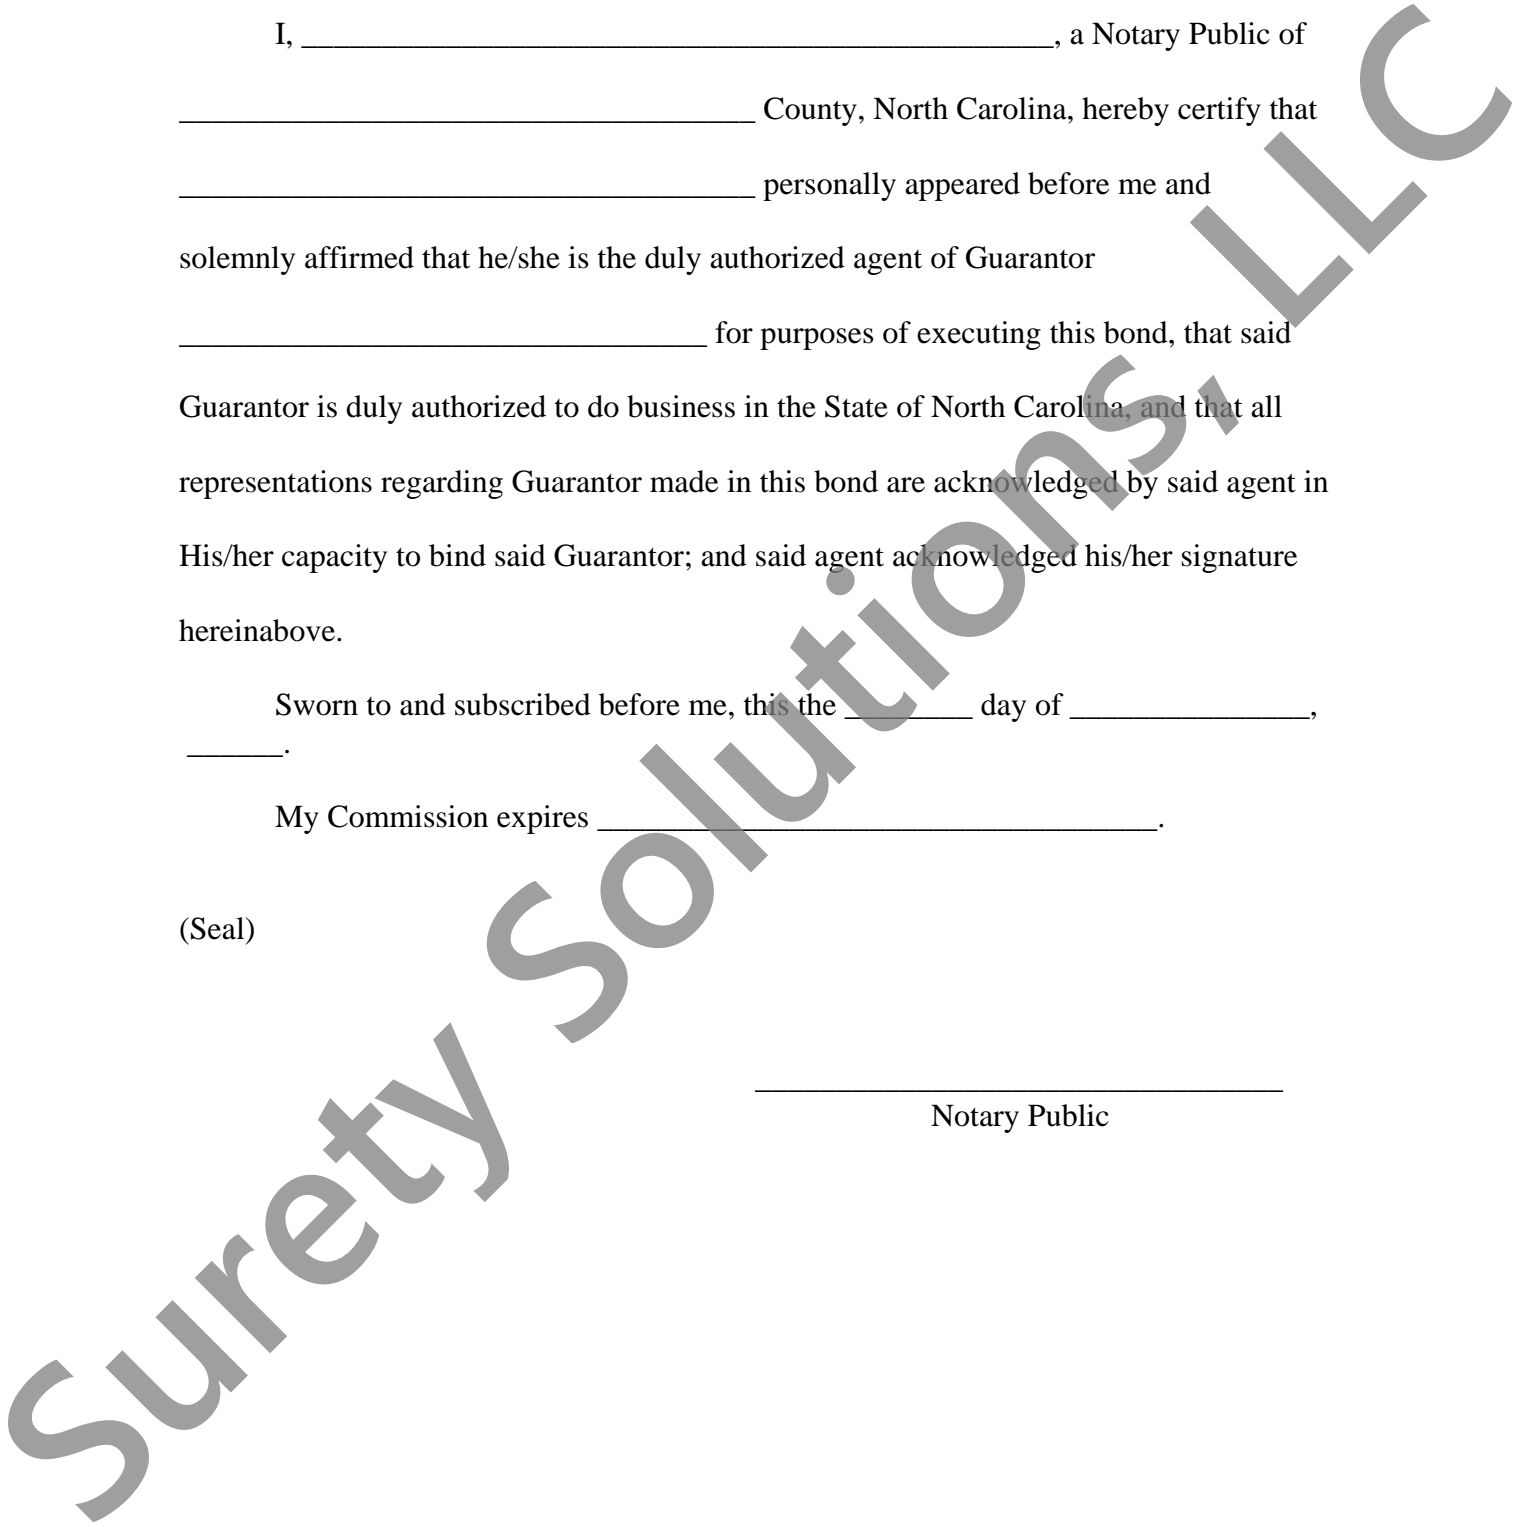 I, _______________________________________________, a Notary Public of
____________________________________ County, North Carolina, hereby certify that
____________________________________ personally appeared before me and
solemnly affirmed that he/she is the duly authorized agent of Guarantor
_________________________________ for purposes of executing this bond, that said
Guarantor is duly authorized to do business in the State of North Carolina, and that all
representations regarding Guarantor made in this bond are acknowledged by said agent in
His/her capacity to bind said Guarantor; and said agent acknowledged his/her signature
hereinabove.
Sworn to and subscribed before me, this the ________ day of _______________,
______.
My Commission expires ___________________________________.
(Seal)
_________________________________
Notary Public
Surety Solutions, LLC